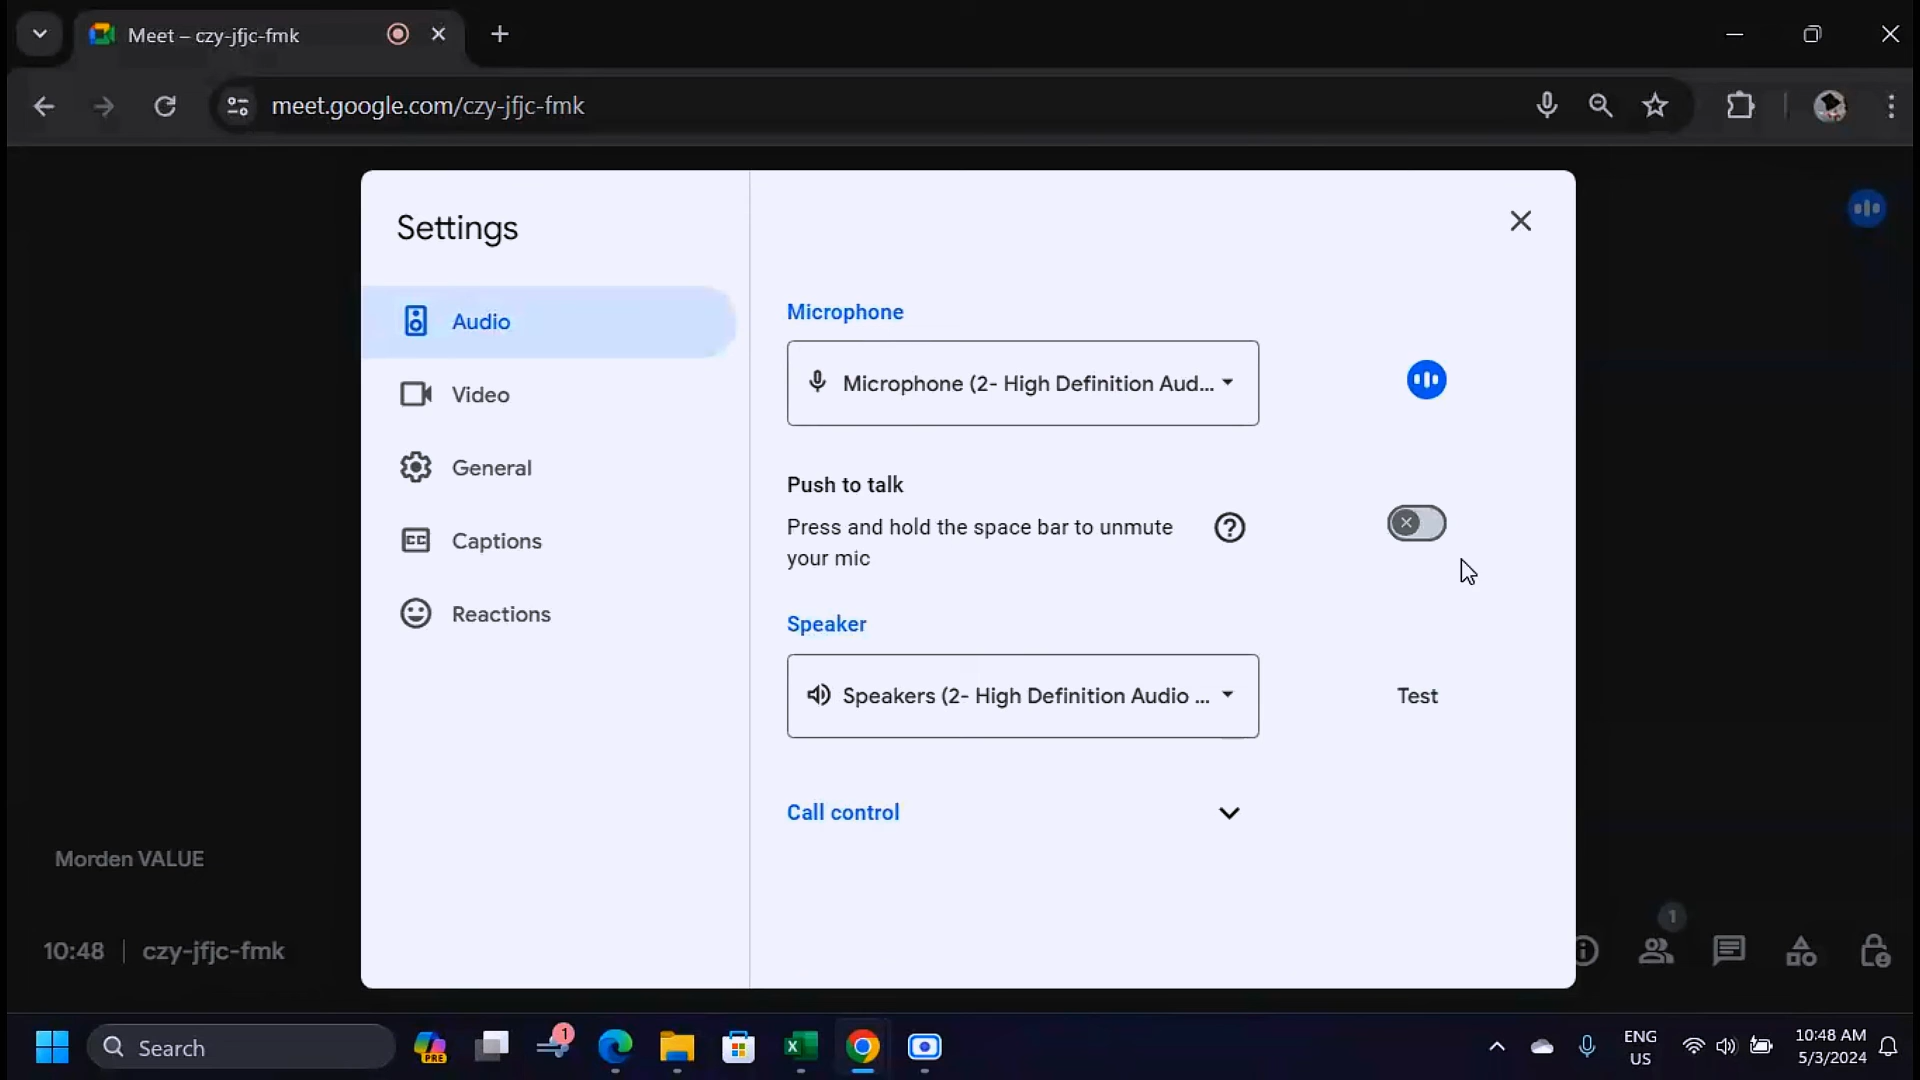 Meet – czy-jfjc-fmk
meet.google.com/czy-jfjc-fmk
Settings
Audio
Video
General
Captions
Reactions
Microphone
Microphone (2- High Definition Aud...
Push to talk
Press and hold the space bar to unmute
your mic
Speaker
Speakers (2- High Definition Audio ...
Test
Call control
Morden VALUE
10:48 | czy-jfjc-fmk
1
Search
PRE
1
ENG
US
10:48 AM
5/3/2024